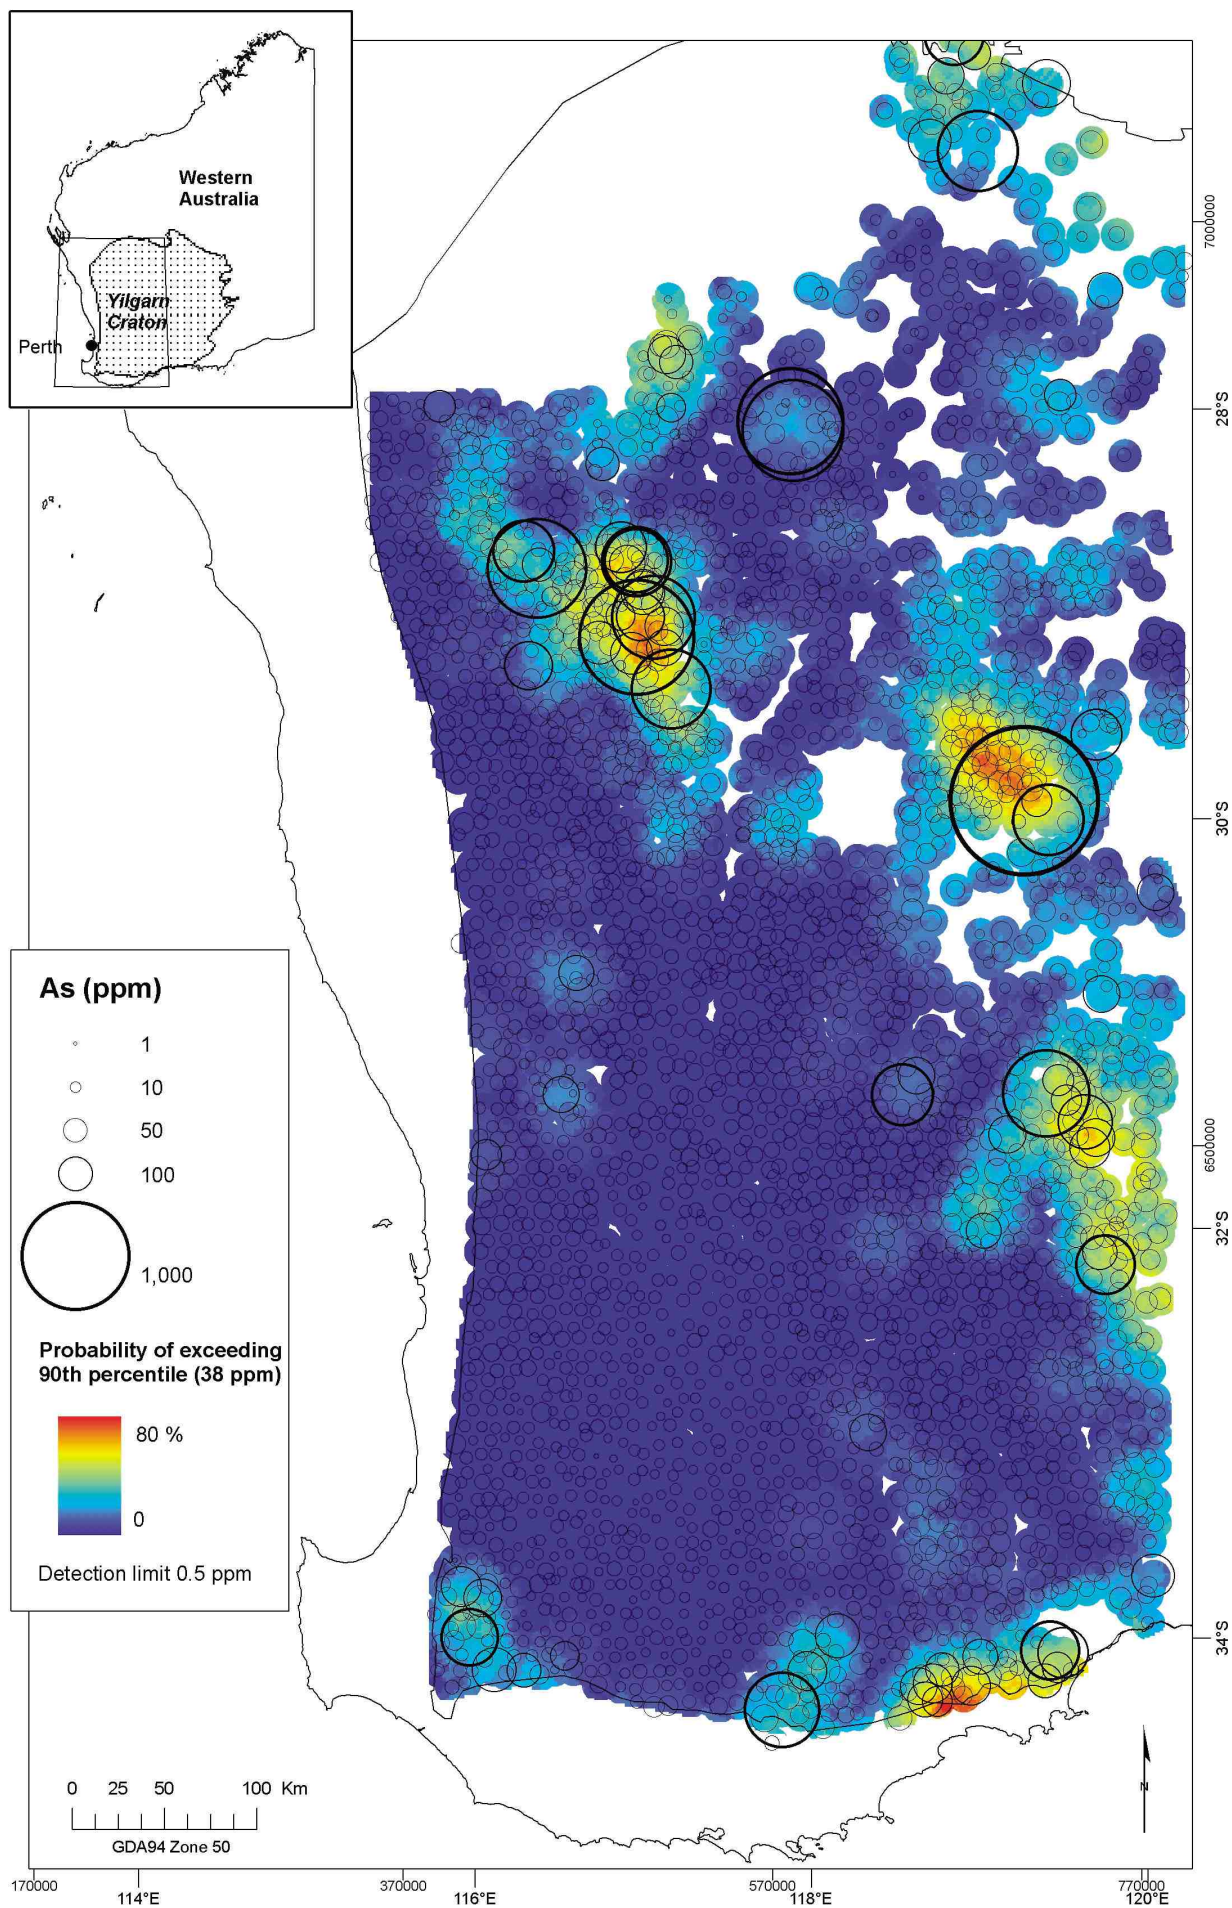 Western
Australia
Yilgarn
Craton
Perth
7000000
28°S
30°S
6500000
32°S
34°S
As (ppm)
1
10
50
100
1,000
Probability of exceeding
90th percentile (38 ppm)
80 %
0
Detection limit 0.5 ppm
0 25 50 100 Km
GDA94 Zone 50
N
170000 370000 570000 770000
114°E 116°E 118°E 120°E